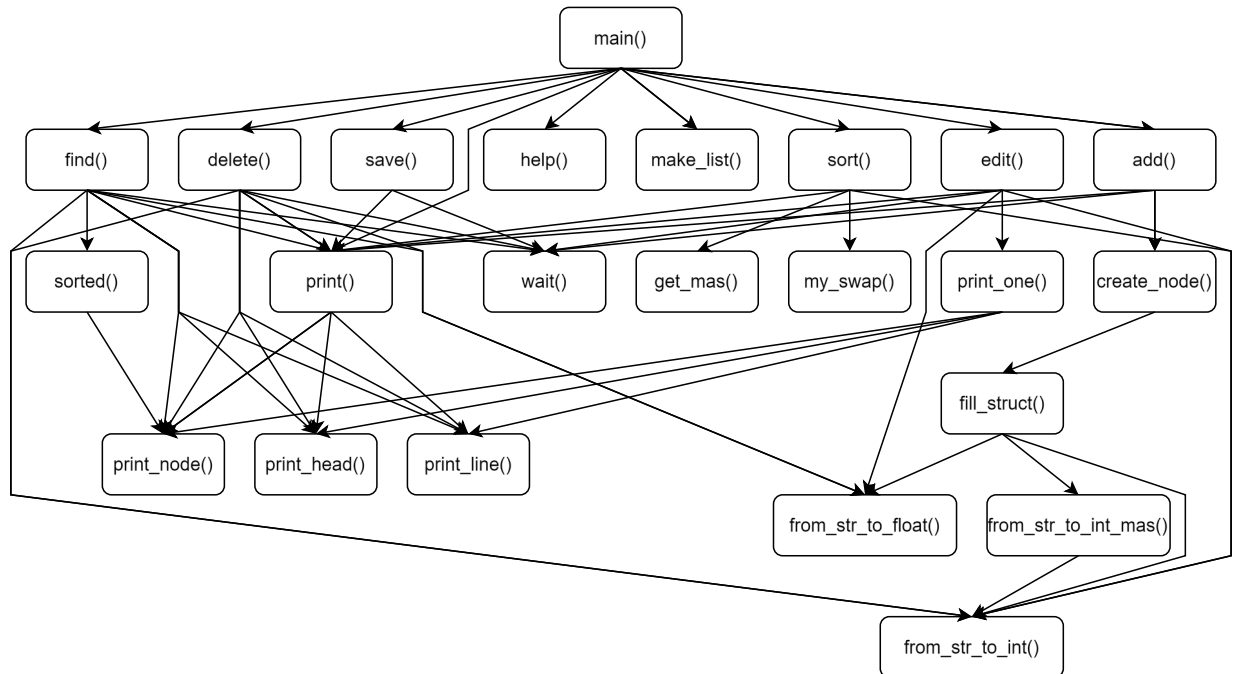 main()
find()
delete()
save()
help()
make_list()
sort()
edit()
add()
sorted()
print()
wait()
get_mas()
my_swap()
print_one()
create_node()
fill_struct()
print_node()
print_head()
print_line()
from_str_to_float()
from_str_to_int_mas()
from_str_to_int()